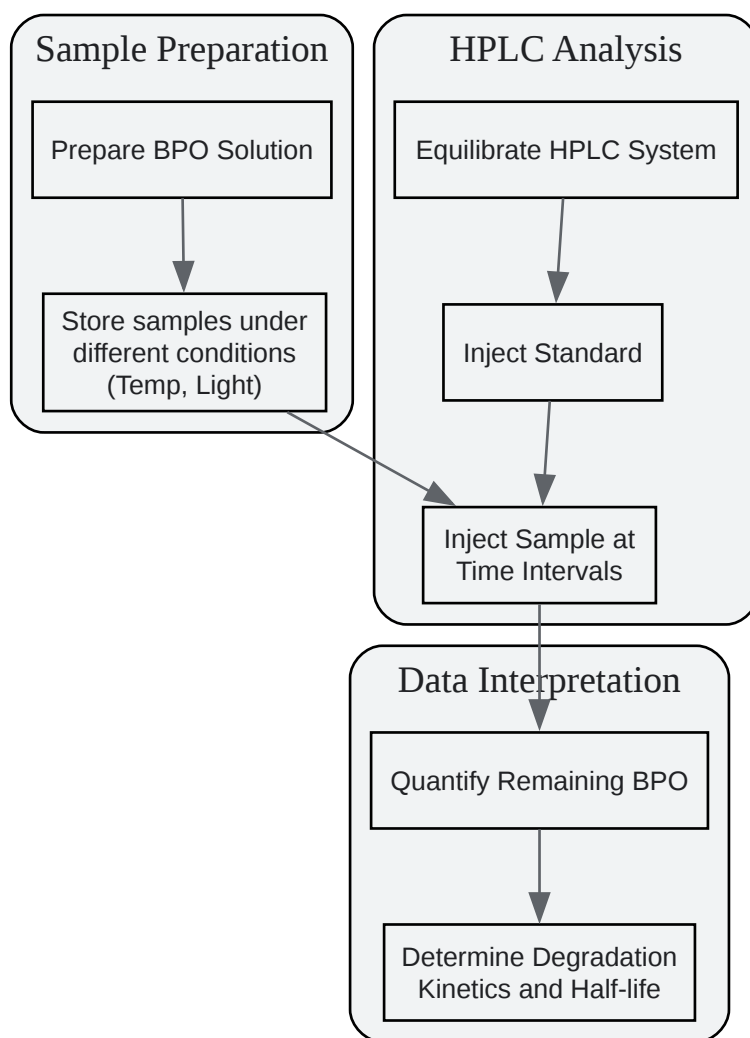 Sample Preparation
Prepare BPO Solution
Store samples under
different conditions
(Temp, Light)
HPLC Analysis
Equilibrate HPLC System
Inject Standard
Inject Sample at
Time Intervals
Data Interpretation
Quantify Remaining BPO
Determine Degradation
Kinetics and Half-life